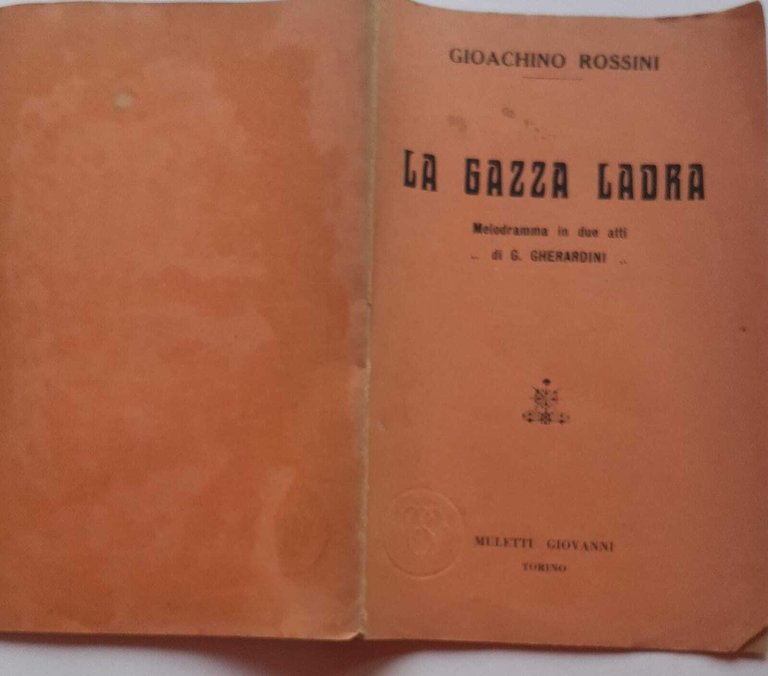 GIOACHINO ROSSINI
LA GAZZA LADRA
Melodramma in due atti
di G. GHERARDINI
MULETTI GIOVANNI
TORINO